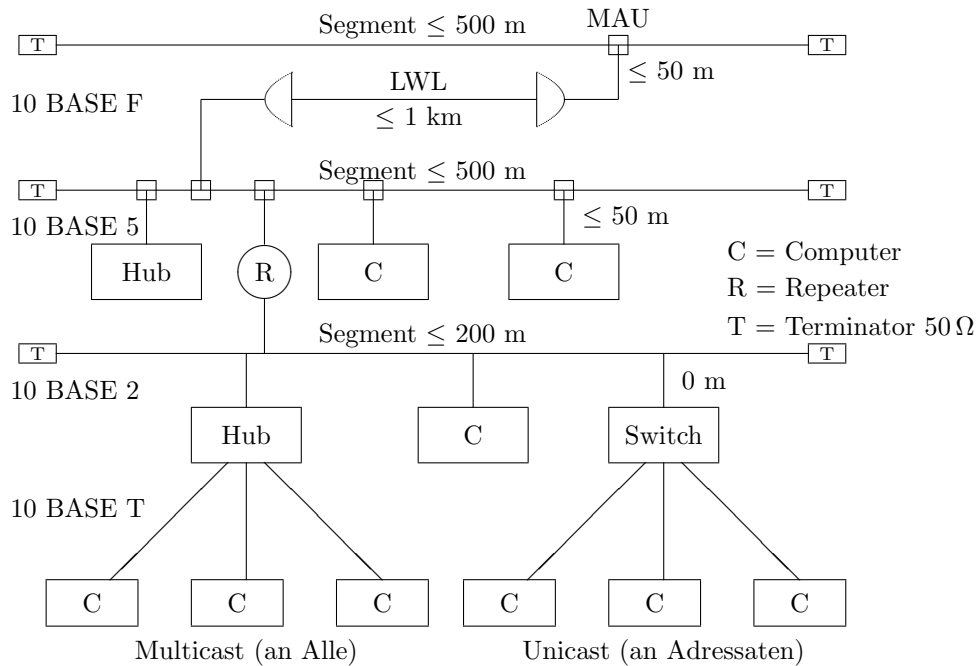 MAU
Segment ≤ 500 m
T
T
≤ 50 m
LWL
10 BASE F
≤ 1 km
Segment ≤ 500 m
T
T
10 BASE 5
≤ 50 m
Hub
R
C
C
C = Computer
R = Repeater
T = Terminator 50 Ω
Segment ≤ 200 m
T
T
10 BASE 2
0 m
Hub
C
Switch
10 BASE T
C
C
C
C
C
C
Multicast (an Alle)
Unicast (an Adressaten)